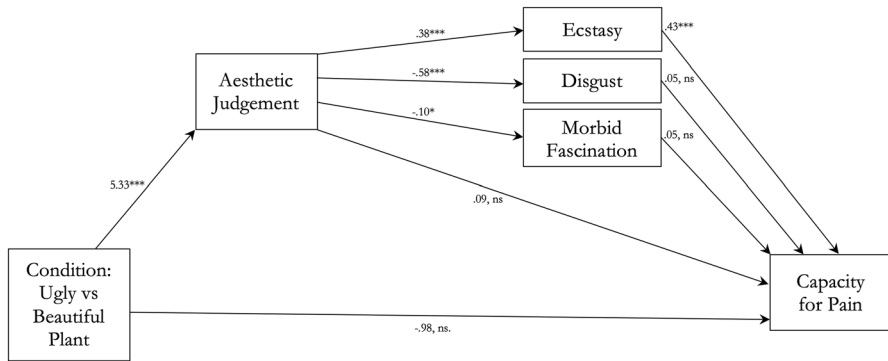 Ecstasy
.38***
.43***
Aesthetic
Judgement
-.58***
Disgust
.05, ns
-.10*
Morbid
Fascination
.05, ns
5.33***
.09, ns
Condition:
Ugly vs
Beautiful
Plant
Capacity
for Pain
-.98, ns.